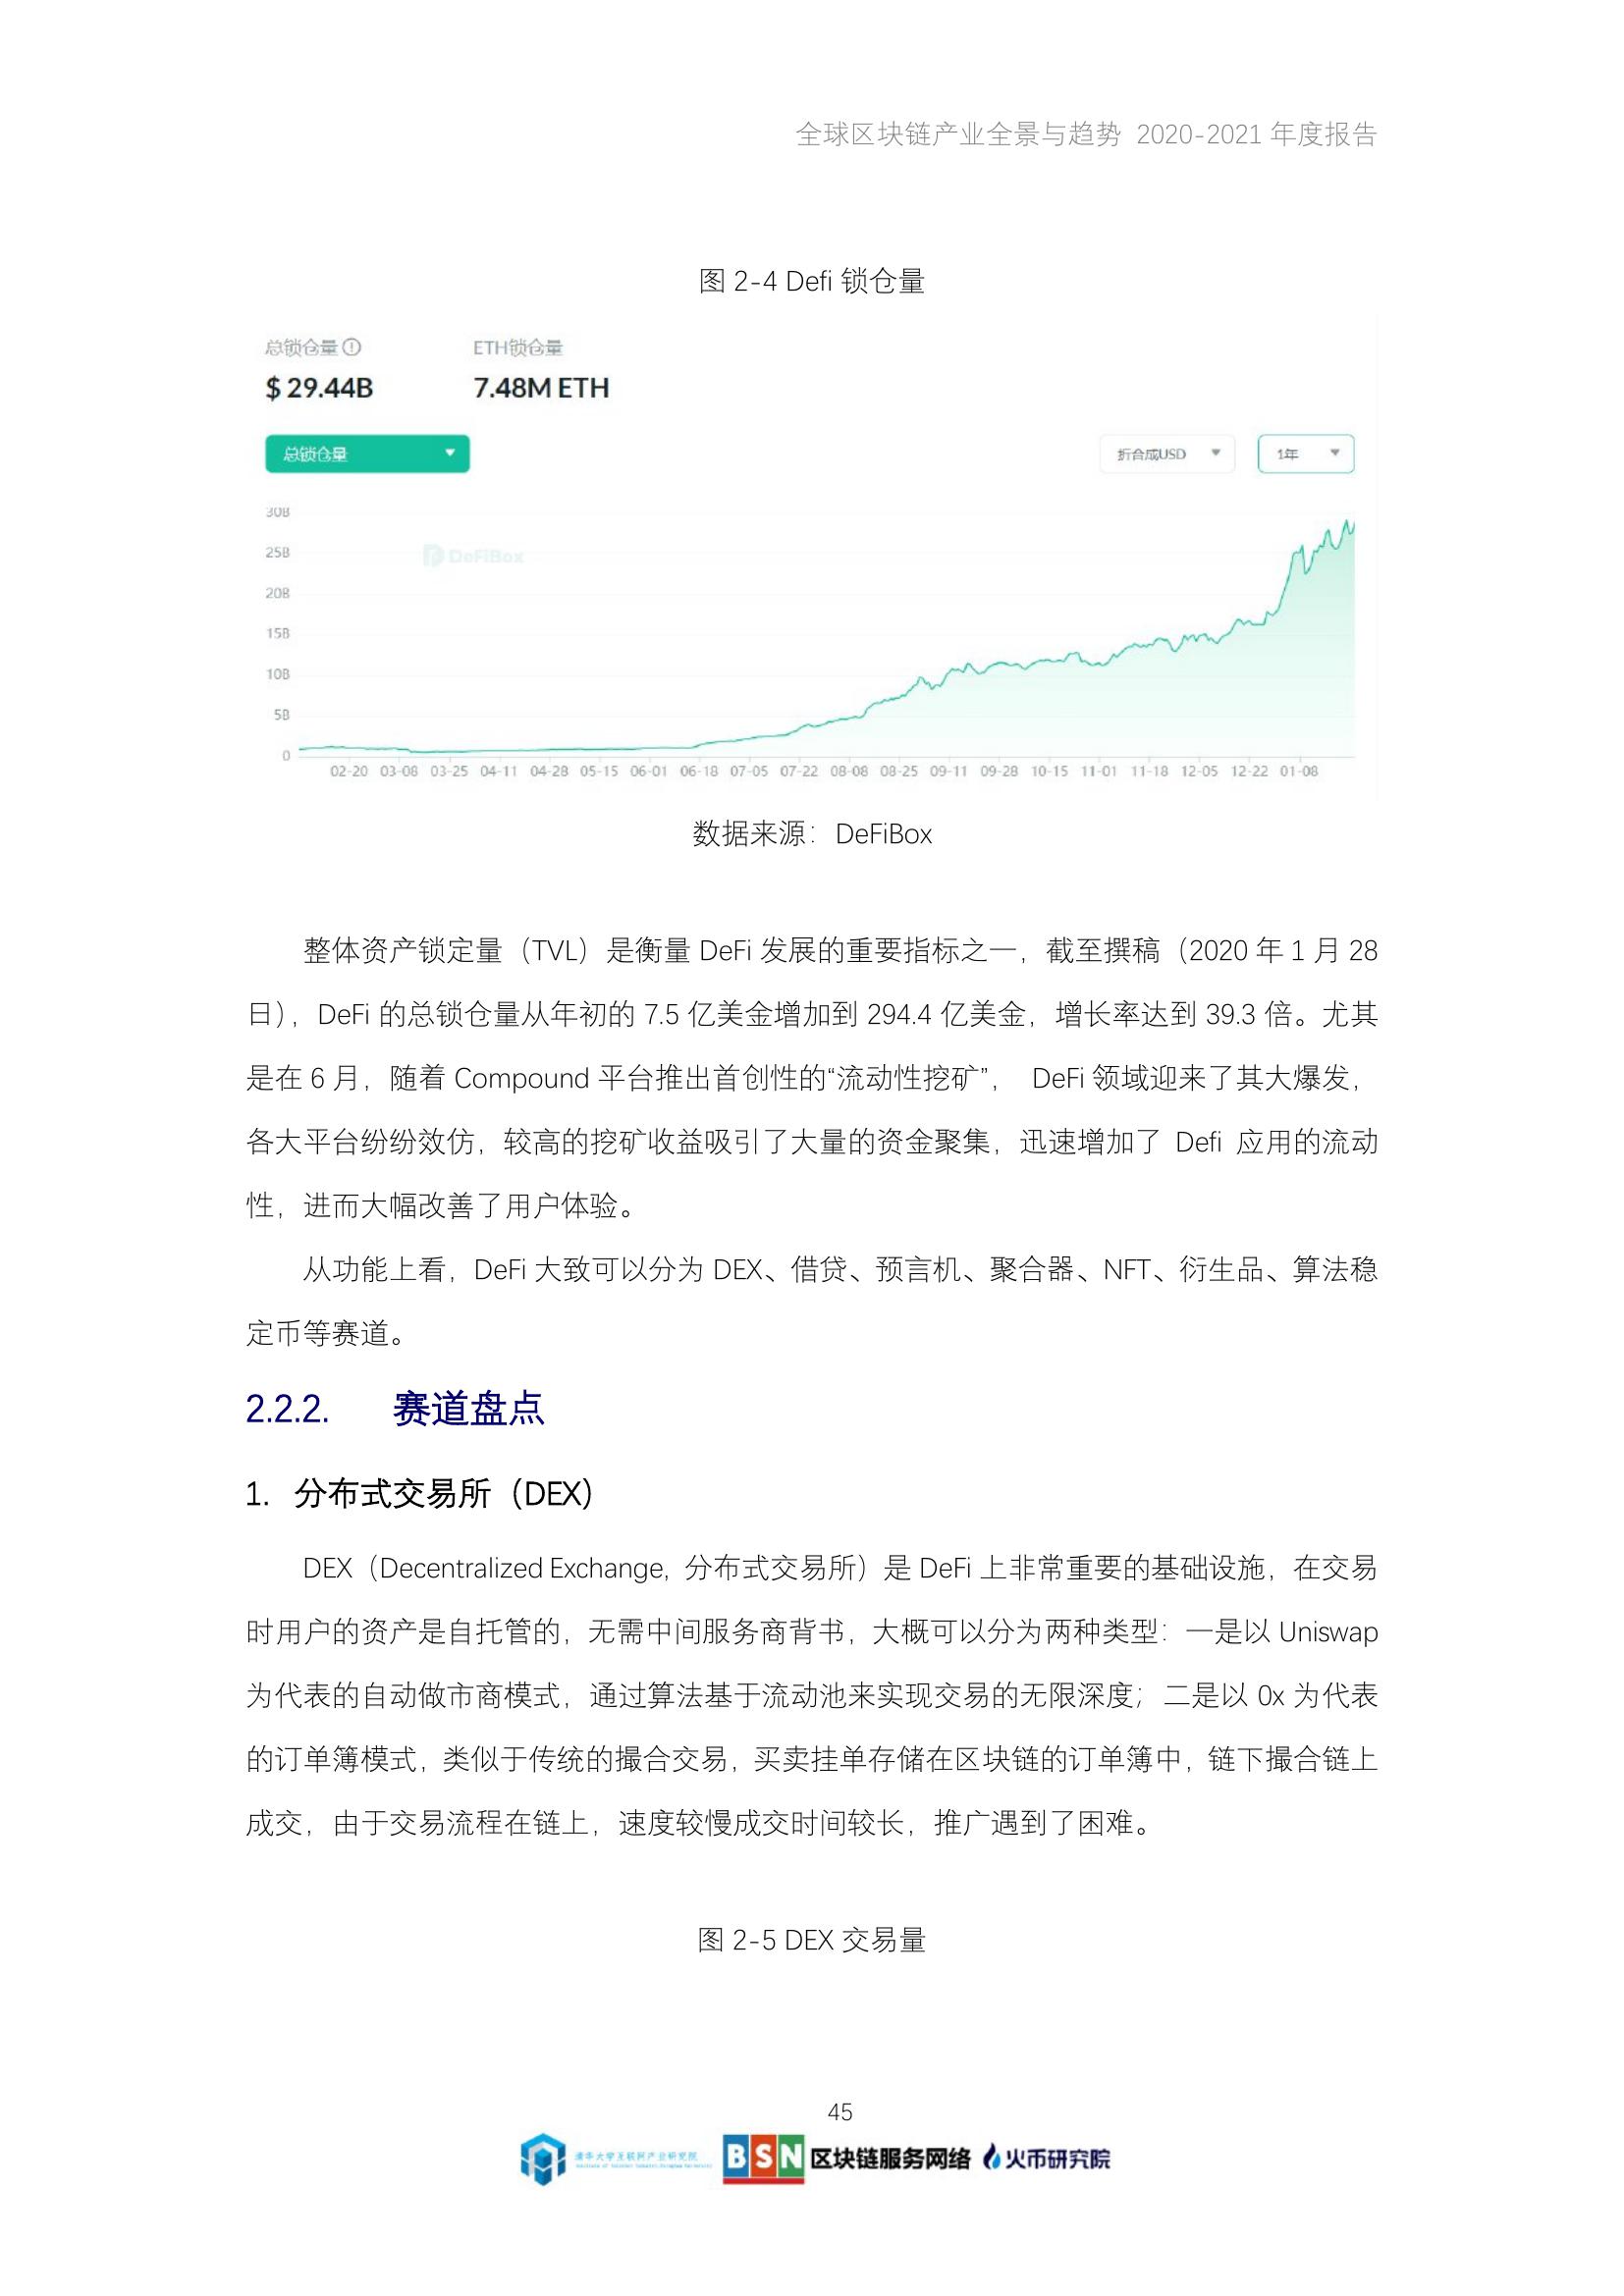 全球区块链产业全景与趋势 2020-2021 年度报告
图 2-4 Defi 锁仓量
总锁仓量 ETH锁仓量
$ 29.44B 7.48M ETH
总锁仓量 折合成USD 1年
30B
DeFiBox
25B
20B
15B
10B
5B
0
02-20 03-08 03-25 04-11 04-28 05-15 06-01 06-18 07-05 07-22 08-08 08-25 09-11 09-28 10-15 11-01 11-18 12-05 12-22 01-08
数据来源：DeFiBox
整体资产锁定量（TVL）是衡量 DeFi 发展的重要指标之一，截至撰稿（2020 年 1 月 28
日），DeFi 的总锁仓量从年初的 7.5 亿美金增加到 294.4 亿美金，增长率达到 39.3 倍。尤其
是在 6 月，随着 Compound 平台推出首创性的“流动性挖矿”， DeFi 领域迎来了其大爆发，
各大平台纷纷效仿，较高的挖矿收益吸引了大量的资金聚集，迅速增加了 Defi 应用的流动
性，进而大幅改善了用户体验。
从功能上看，DeFi 大致可以分为 DEX、借贷、预言机、聚合器、NFT、衍生品、算法稳
定币等赛道。
2.2.2. 赛道盘点
1. 分布式交易所（DEX）
DEX（Decentralized Exchange, 分布式交易所）是 DeFi 上非常重要的基础设施，在交易
时用户的资产是自托管的，无需中间服务商背书，大概可以分为两种类型：一是以 Uniswap
为代表的自动做市商模式，通过算法基于流动池来实现交易的无限深度；二是以 0x 为代表
的订单簿模式，类似于传统的撮合交易，买卖挂单存储在区块链的订单簿中，链下撮合链上
成交，由于交易流程在链上，速度较慢成交时间较长，推广遇到了困难。
图 2-5 DEX 交易量
45
清华大学互联网产业研究院 BSN 区块链服务网络 火币研究院